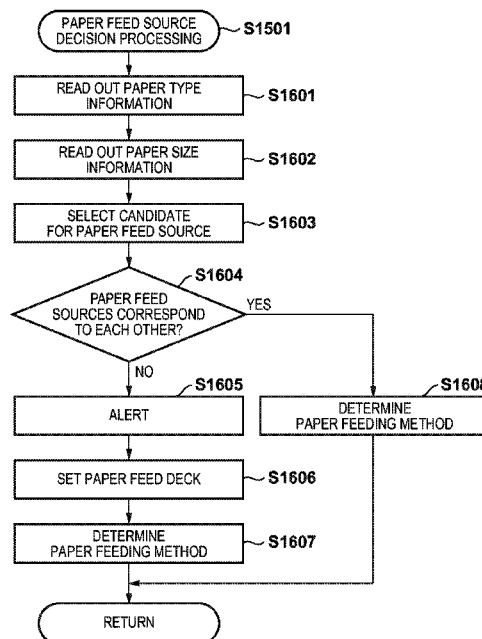 PAPER FEED SOURCE
DECISION PROCESSING
S1501
READ OUT PAPER TYPE
INFORMATION
S1601
READ OUT PAPER SIZE
INFORMATION
S1602
SELECT CANDIDATE
FOR PAPER FEED SOURCE
S1603
S1604
PAPER FEED
SOURCES CORRESPOND
TO EACH OTHER?
YES
NO
S1605
ALERT
S1608
DETERMINE
PAPER FEEDING METHOD
SET PAPER FEED DECK
S1606
DETERMINE
PAPER FEEDING METHOD
S1607
RETURN